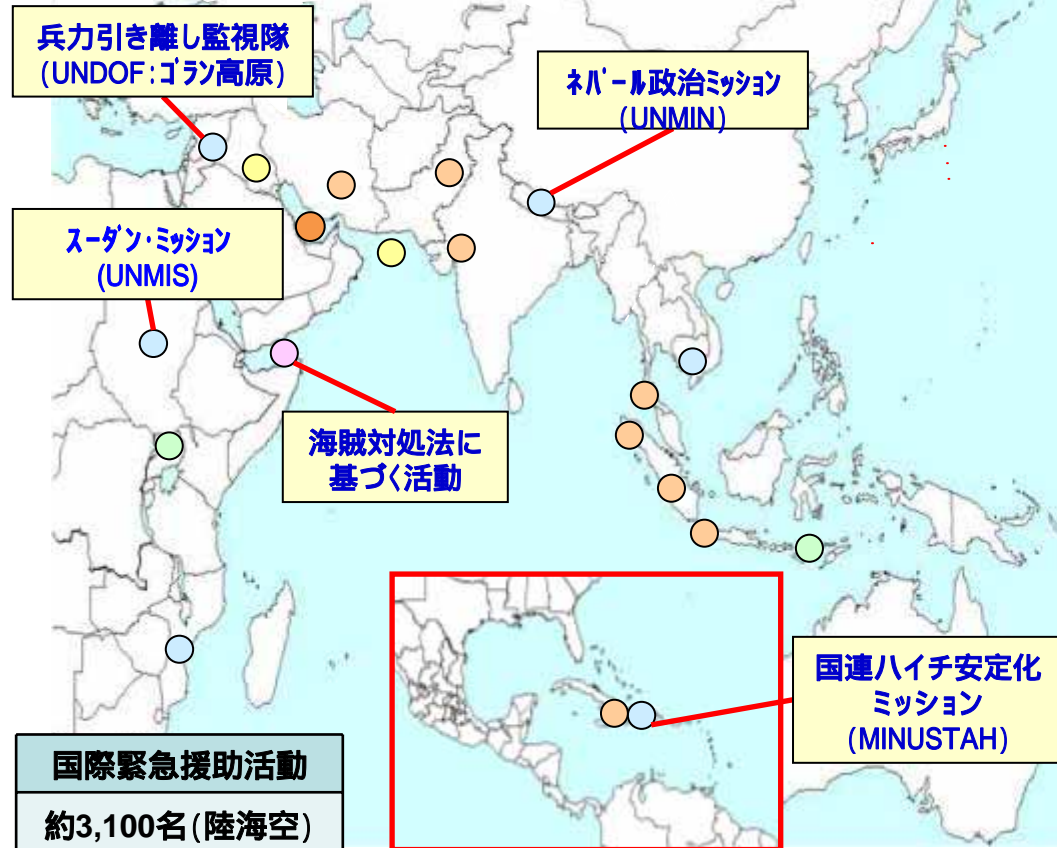 兵力引き離し監視隊
(UNDOF:ｺﾞﾗﾝ高原)
ﾈﾊﾟｰﾙ政治ﾐｯｼｮﾝ
(UNMIN)
ｽｰﾀﾞﾝ･ﾐｯｼｮﾝ
(UNMIS)
海賊対処法に
基づく活動
国連ハイチ安定化
ミッション
(MINUSTAH)
国際緊急援助活動
約3,100名(陸海空)